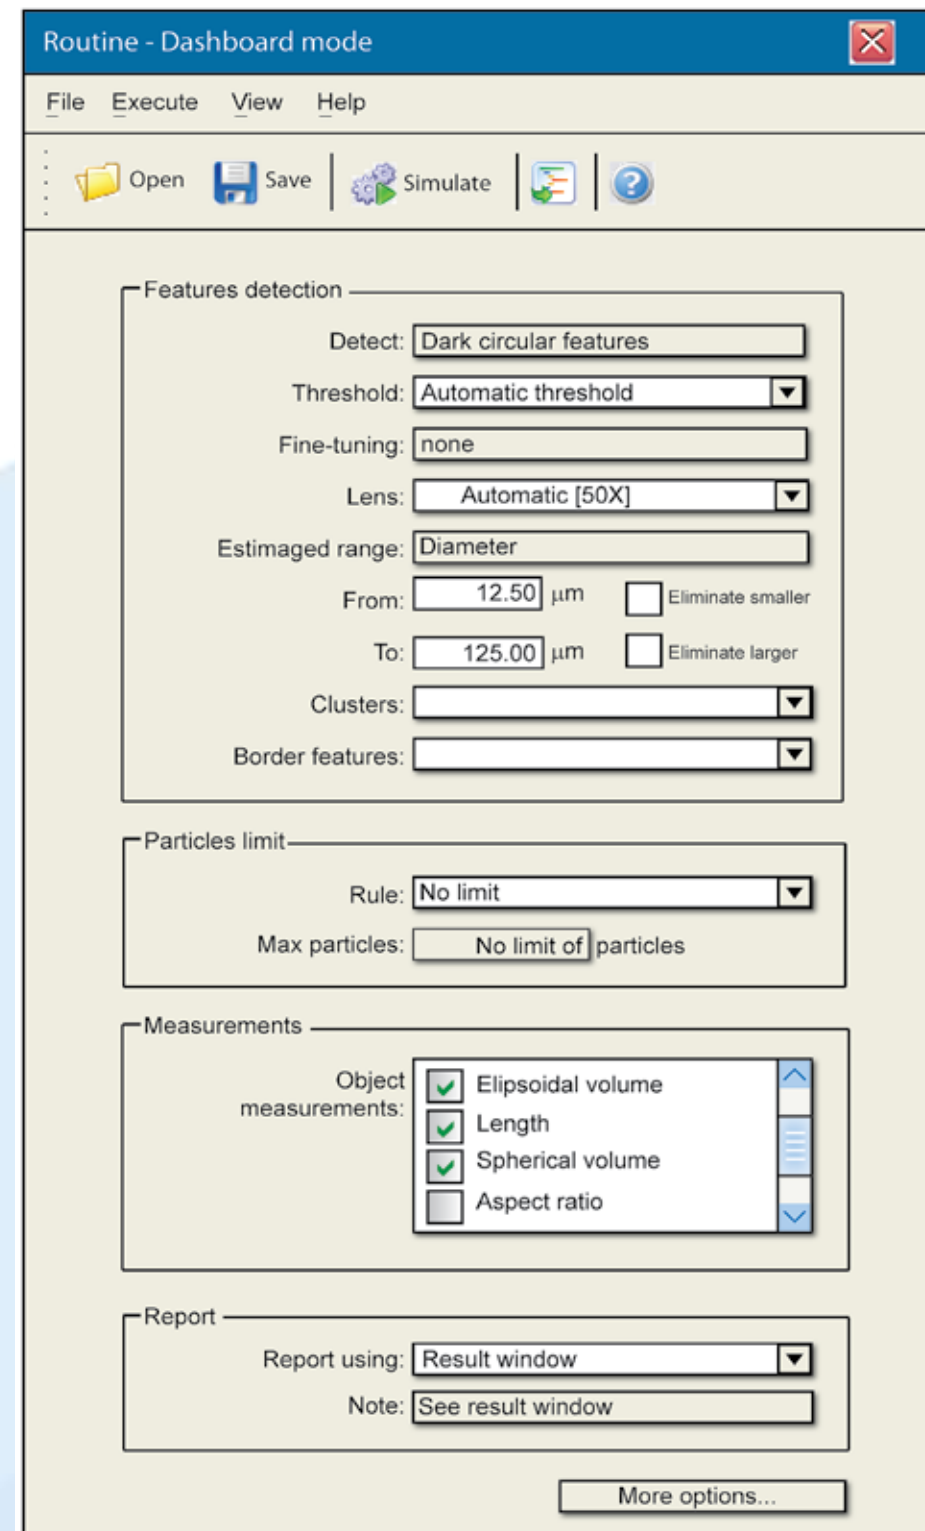 Routine - Dashboard mode
File Execute View Help
Open Save Simulate ?
Features detection
Detect: Dark circular features
Threshold: Automatic threshold
Fine-tuning: none
Lens: Automatic [50X]
Estimaged range: Diameter
From: 12.50 μm Eliminate smaller
To: 125.00 μm Eliminate larger
Clusters:
Border features:
Particles limit
Rule: No limit
Max particles: No limit of particles
Measurements
Object
measurements:
Elipsoidal volume
Length
Spherical volume
Aspect ratio
Report
Report using: Result window
Note: See result window
More options...